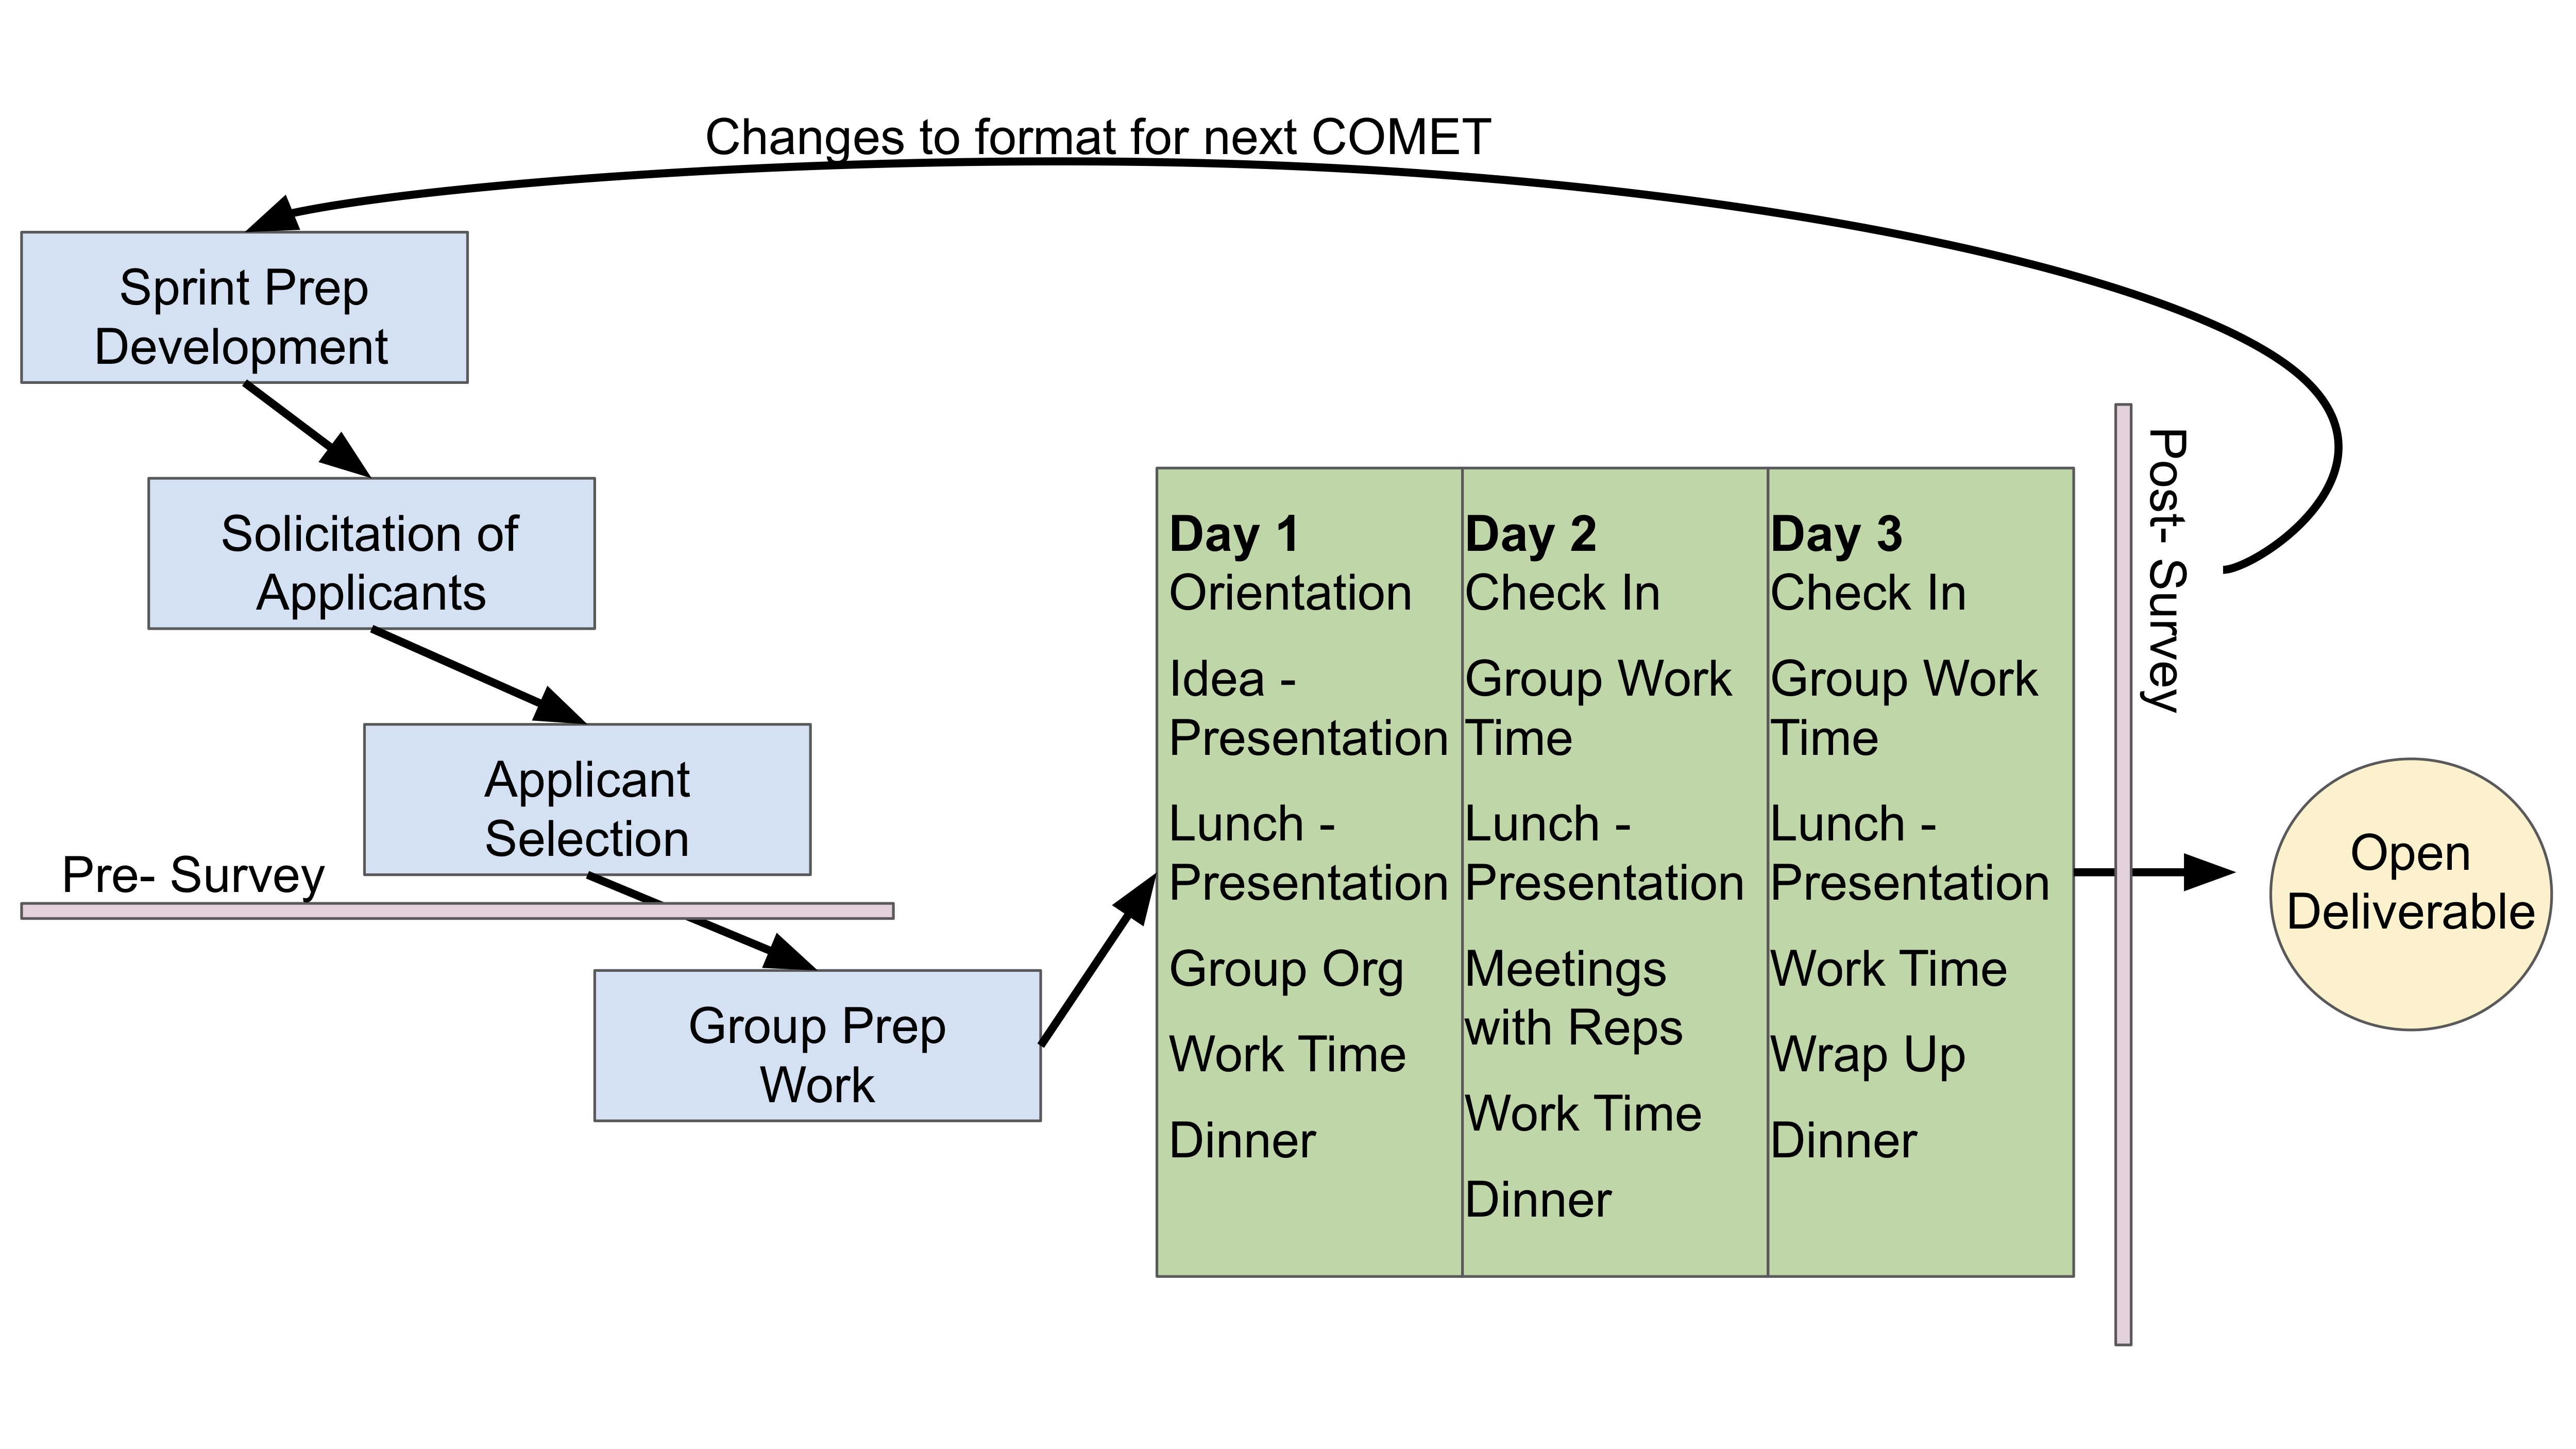 Changes to format for next COMET
Sprint Prep
Development
Solicitation of
Applicants
Applicant
Selection
Pre- Survey
Group Prep
Work
Day 1
Orientation
Idea -
Presentation
Lunch -
Presentation
Group Org
Work Time
Dinner
Day 2
Check In
Group Work
Time
Lunch -
Presentation
Meetings
with Reps
Work Time
Dinner
Day 3
Check In
Group Work
Time
Lunch -
Presentation
Work Time
Wrap Up
Dinner
Post- Survey
Open
Deliverable